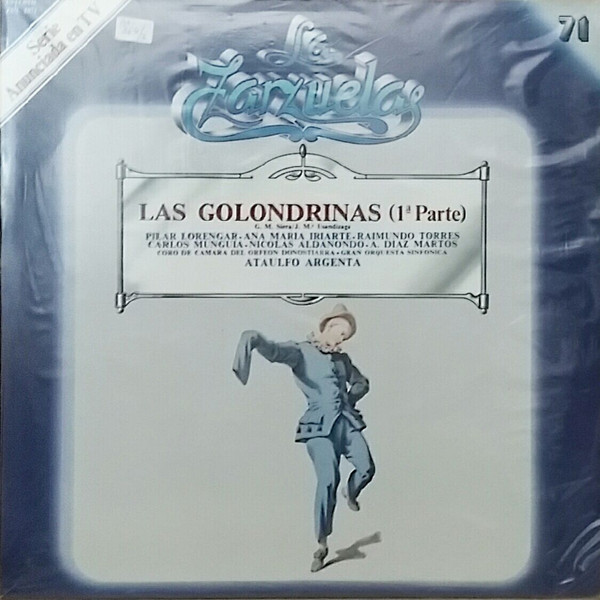 Serie
Anunciada en TV
71
La
Zarzuelas
LAS GOLONDRINAS (1ª Parte)
G. M. Sierra/J. Mª Usandizaga
PILAR LORENGAR-ANA MARIA IRIARTE-RAIMUNDO TORRES
CARLOS MUNGUIA-NICOLAS ALDANONDO-A. DIAZ MARTOS
CORO DE CAMARA DEL ORFEON DONOSTIARRA-GRAN ORQUESTA SINFONICA
ATAULFO ARGENTA